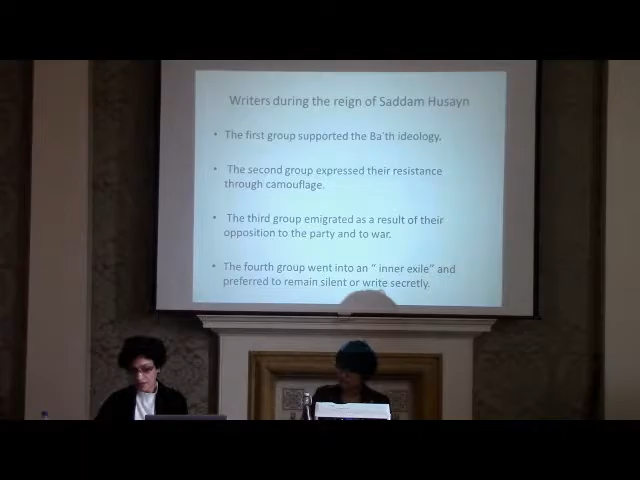 Writers during the reign of Saddam Husayn
• The first group supported the Ba`th ideology.
• The second group expressed their resistance
through camouflage.
• The third group emigrated as a result of their
opposition to the party and to war.
• The fourth group went into an “ inner exile” and
preferred to remain silent or write secretly.